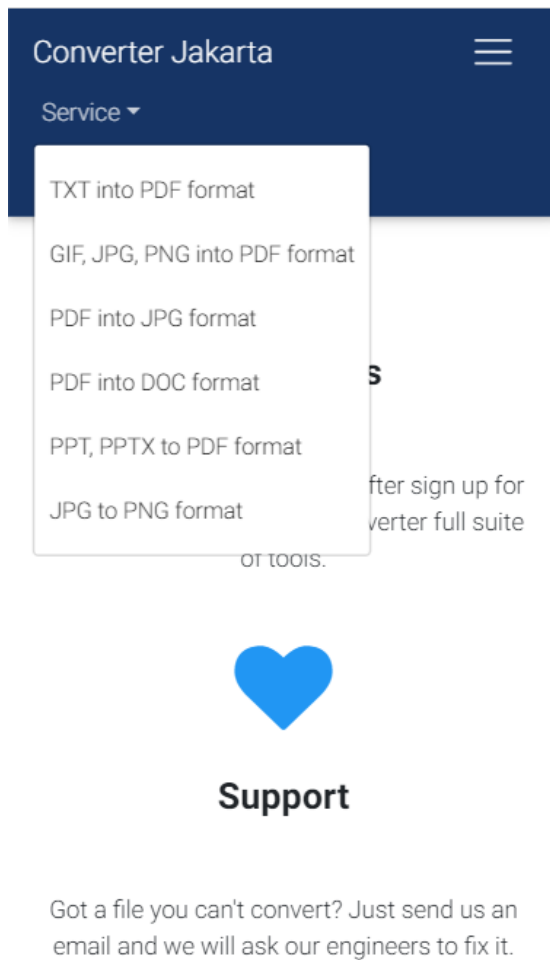 Converter Jakarta
Service
TXT into PDF format
GIF, JPG, PNG into PDF format
PDF into JPG format
PDF into DOC format
PPT, PPTX to PDF format
JPG to PNG format
sign up for
full suite
of tools.
Support
Got a file you can't convert? Just send us an
email and we will ask our engineers to fix it.